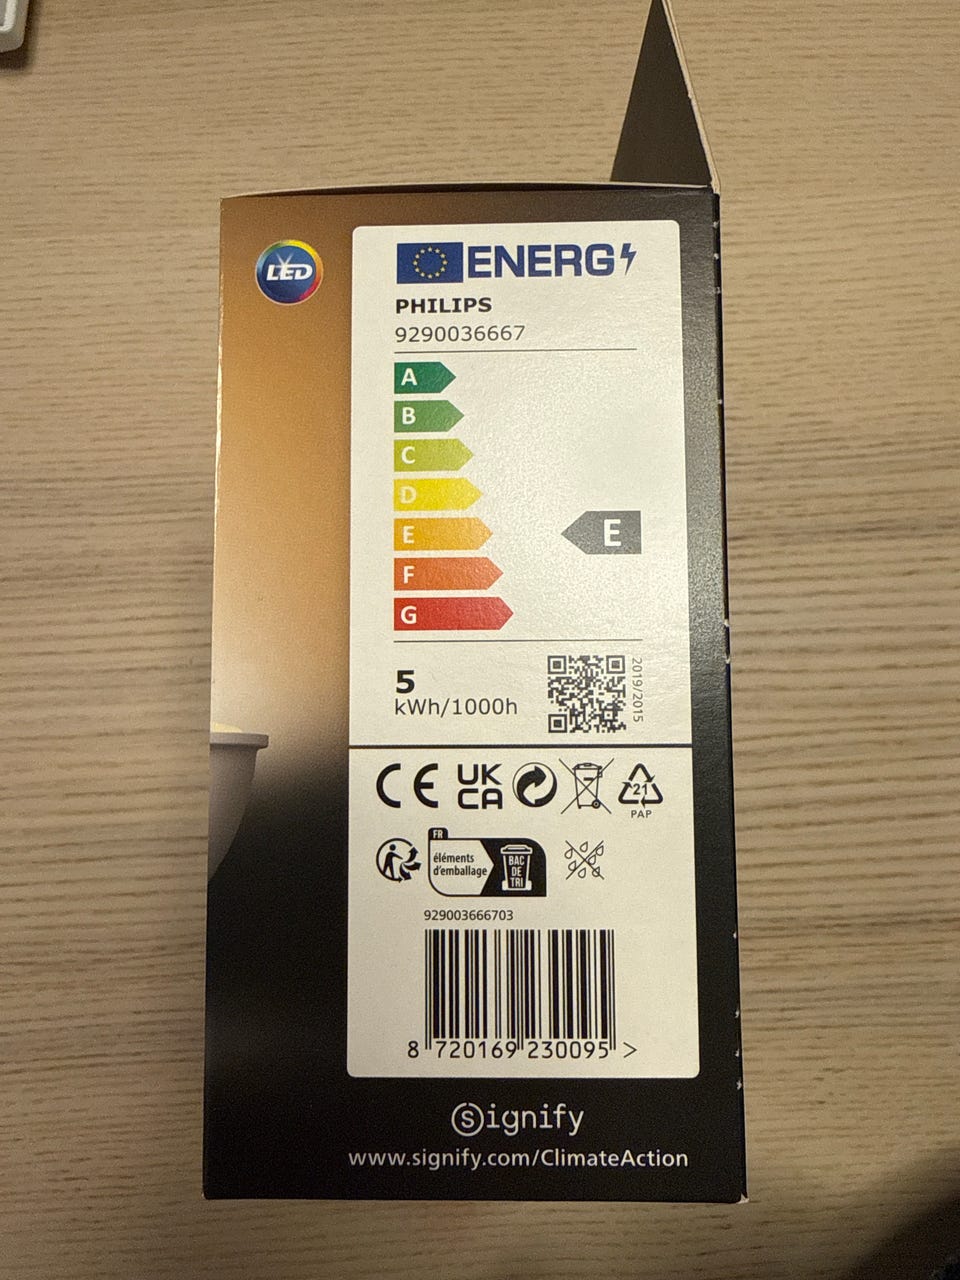 LED
ENERG
PHILIPS
9290036667
A
B
C
D
E
E
F
G
5
kWh/1000h
2019/2015
CE
UK
CA
21
PAP
FR
éléments
d'emballage
BAC
DE
TRI
929003666703
8 720169 230095 >
signify
www.signify.com/ClimateAction